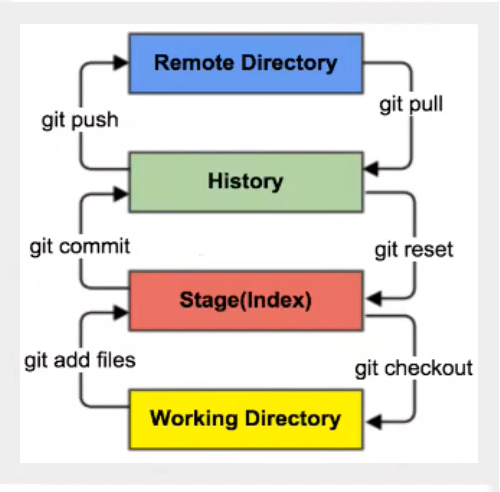 Remote Directory
git push
git pull
History
git commit
git reset
Stage(Index)
git add files
git checkout
Working Directory